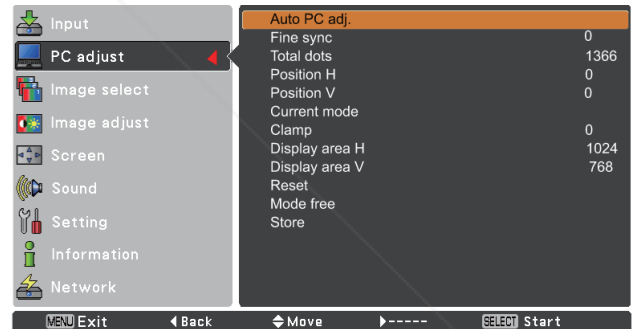 Input
PC adjust
Image select
Image adjust
Screen
Sound
Setting
Information
Network
Auto PC adj.
Fine sync 0
Total dots 1366
Position H 0
Position V 0
Current mode
Clamp 0
Display area H 1024
Display area V 768
Reset
Mode free
Store
MENU Exit Back Move ----- SELECT Start